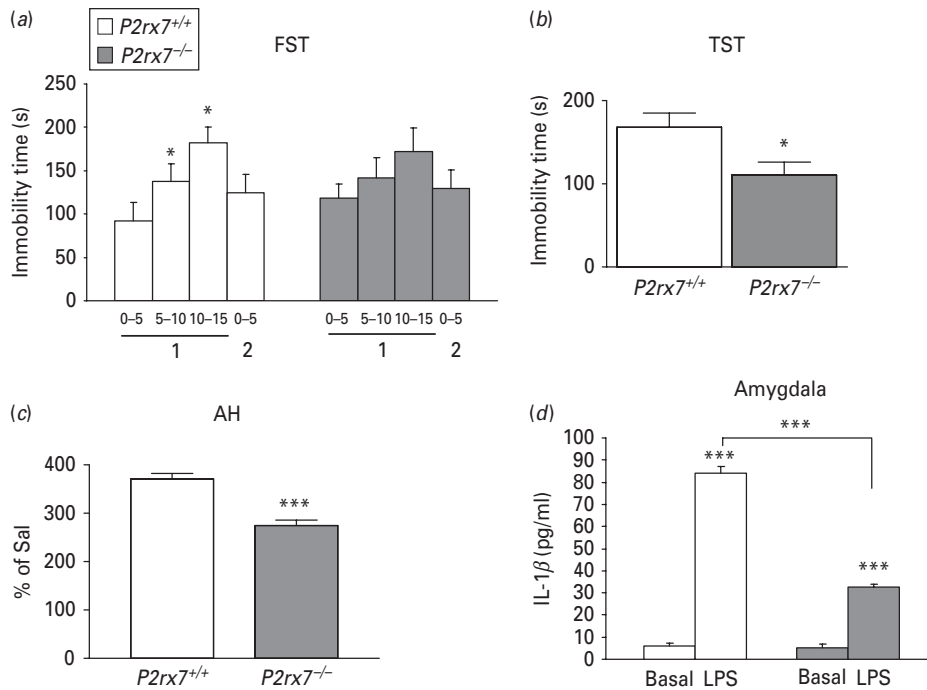 (a)
P2rx7+/+
P2rx7−/−
FST
Immobility time (s)
250
200
150
100
50
0
*
*
0–5 5–10 10–15 0–5
1 2
0–5 5–10 10–15 0–5
1 2
(b)
TST
Immobility time (s)
200
100
0
*
P2rx7+/+ P2rx7−/−
(c)
AH
% of Sal
400
300
200
100
0
***
P2rx7+/+ P2rx7−/−
(d)
Amygdala
IL-1β (pg/ml)
100
90
80
70
60
50
40
30
20
10
0
***
***
***
Basal LPS Basal LPS